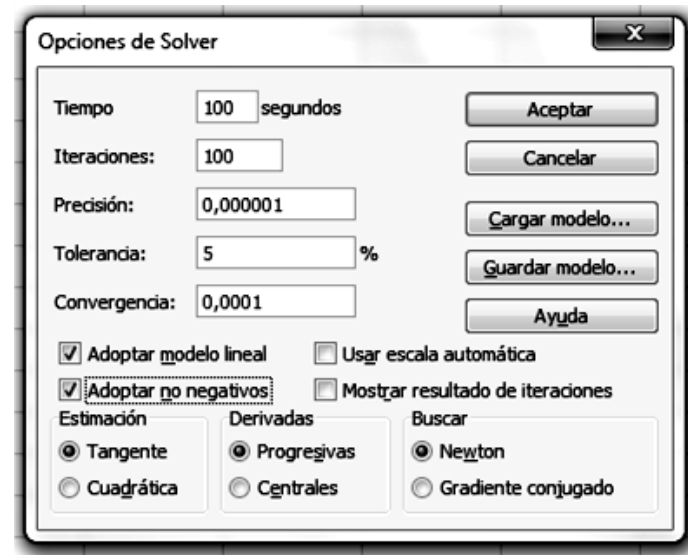 Opciones de Solver
X
Tiempo 100 segundos
Aceptar
Iteraciones: 100
Cancelar
Precisión: 0,000001
Cargar modelo...
Tolerancia: 5 %
Guardar modelo...
Convergencia: 0,0001
Ayuda
Adoptar modelo lineal
Usar escala automática
Adoptar no negativos
Mostrar resultado de iteraciones
Estimación
Tangente
Cuadrática
Derivadas
Progresivas
Centrales
Buscar
Newton
Gradiente conjugado